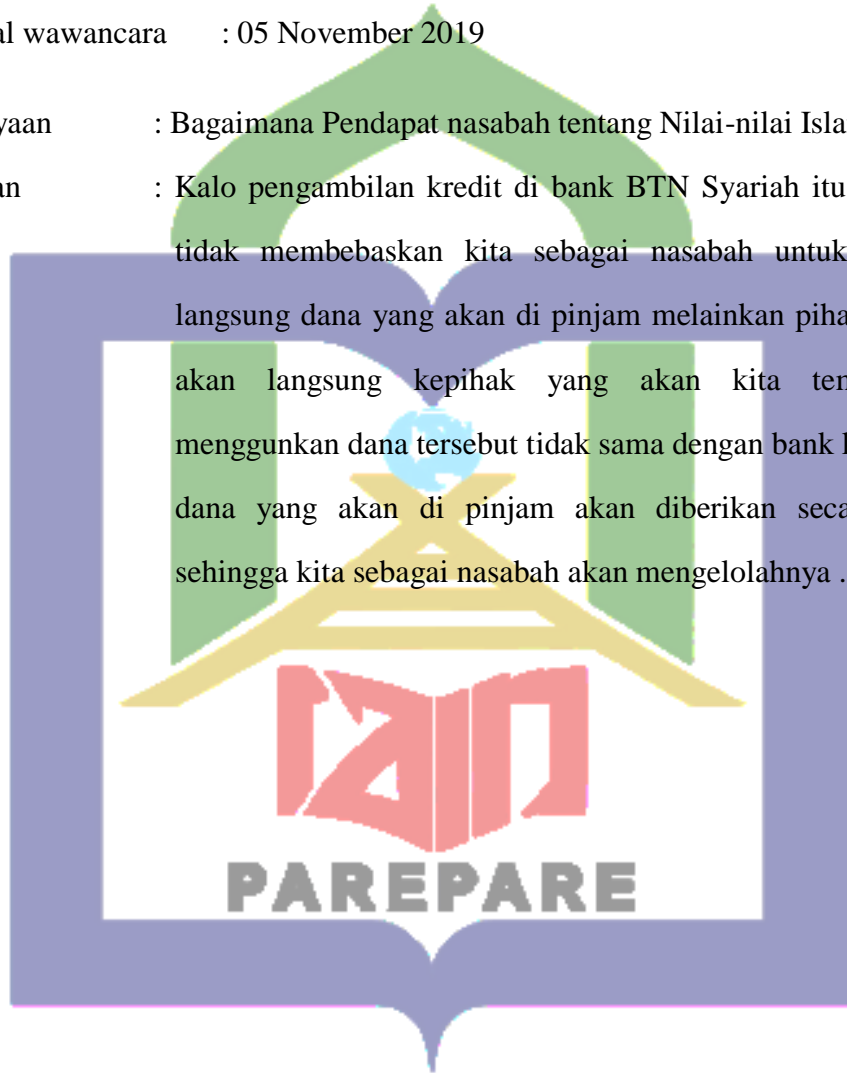 al wawancara : 05 November 2019
yaan : Bagaimana Pendapat nasabah tentang Nilai-nilai Isla
an : Kalo pengambilan kredit di bank BTN Syariah itu
tidak membebaskan kita sebagai nasabah untuk
langsung dana yang akan di pinjam melainkan piha
akan langsung kepihak yang akan kita tem
menggunkan dana tersebut tidak sama dengan bank
dana yang akan di pinjam akan diberikan seca
sehingga kita sebagai nasabah akan mengelolahnya .
PAREPARE